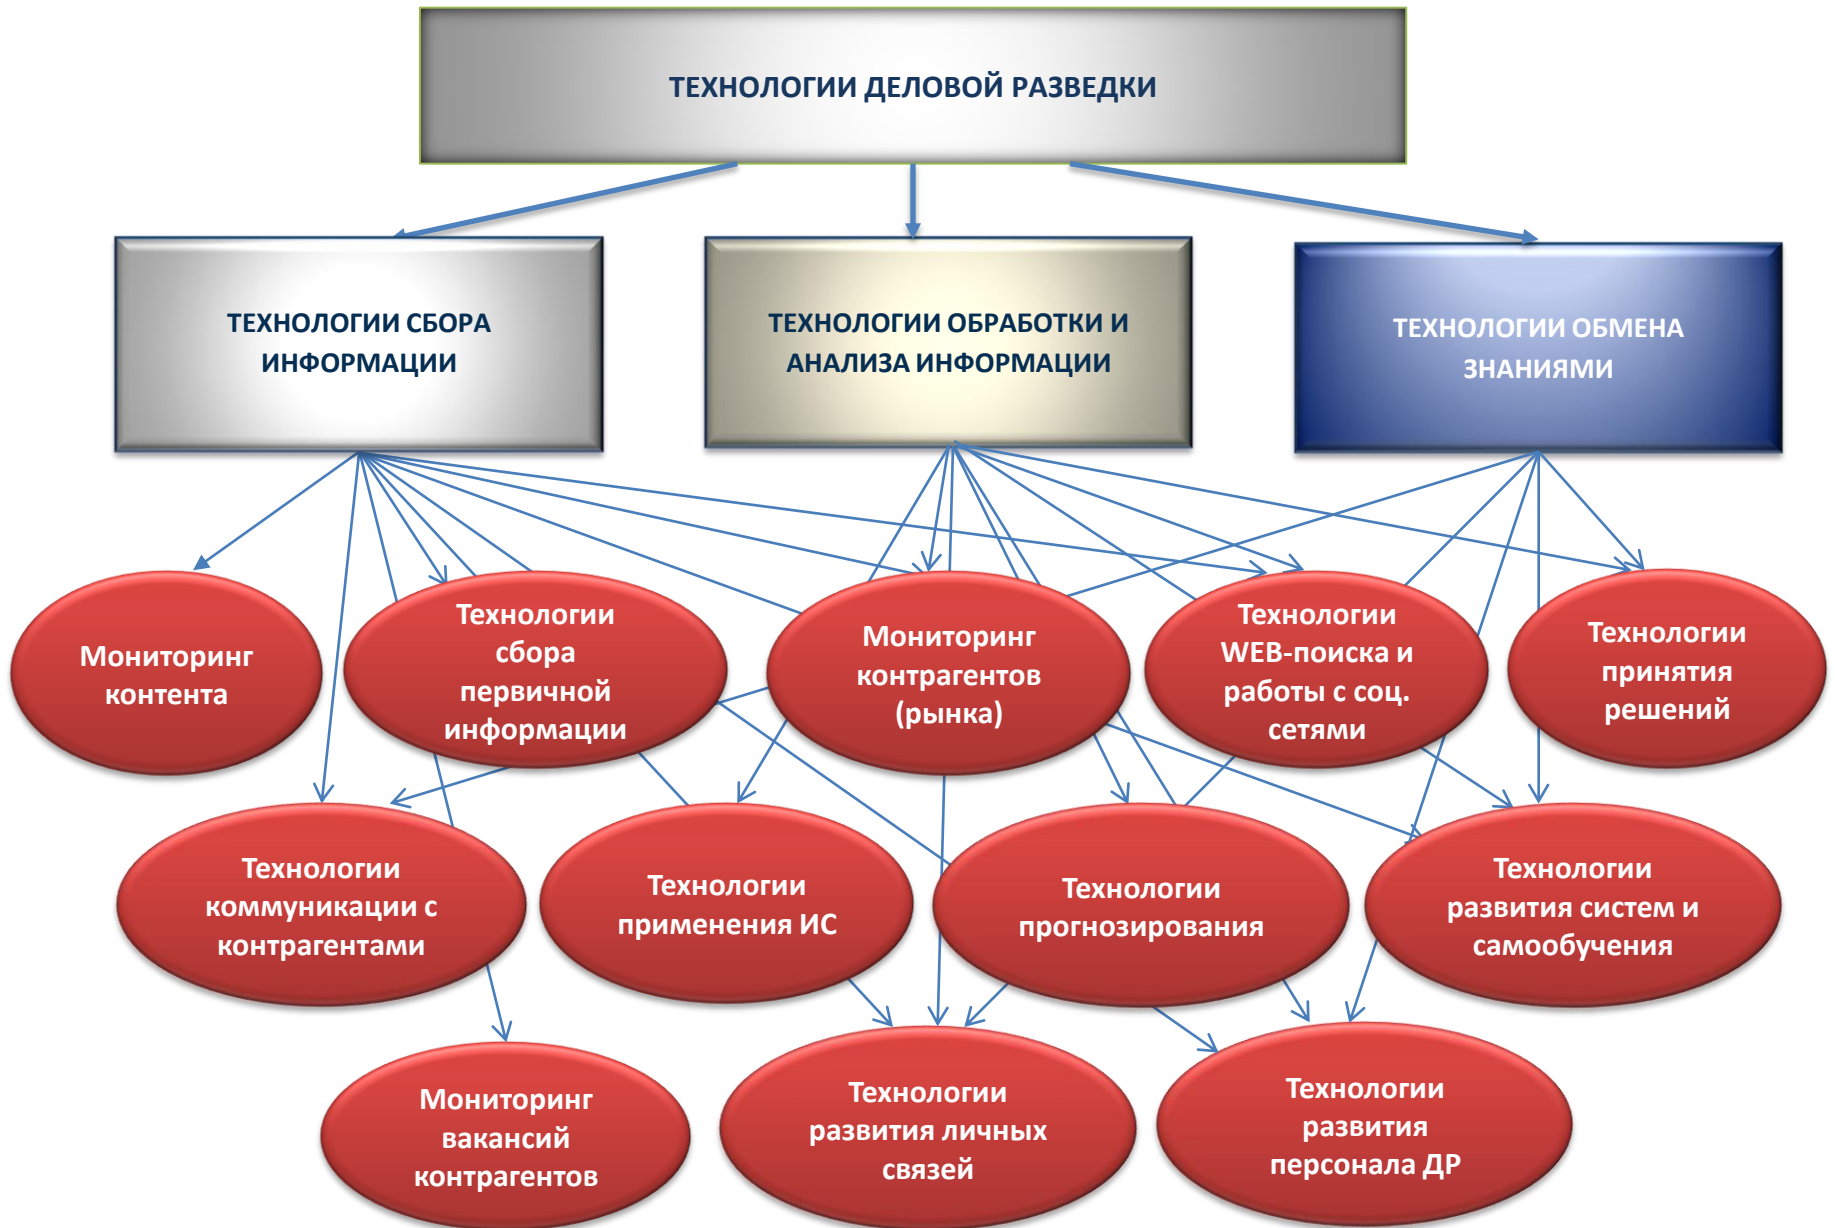 ТЕХНОЛОГИИ ДЕЛОВОЙ РАЗВЕДКИ
ТЕХНОЛОГИИ СБОРА
ИНФОРМАЦИИ
ТЕХНОЛОГИИ ОБРАБОТКИ И
АНАЛИЗА ИНФОРМАЦИИ
ТЕХНОЛОГИИ ОБМЕНА
ЗНАНИЯМИ
Мониторинг
контента
Технологии
сбора
первичной
информации
Мониторинг
контрагентов
(рынка)
Технологии
WEB-поиска и
работы с соц.
сетями
Технологии
принятия
решений
Технологии
коммуникации с
контрагентами
Технологии
применения ИС
Технологии
прогнозирования
Технологии
развития систем и
самообучения
Мониторинг
вакансий
контрагентов
Технологии
развития личных
связей
Технологии
развития
персонала ДР